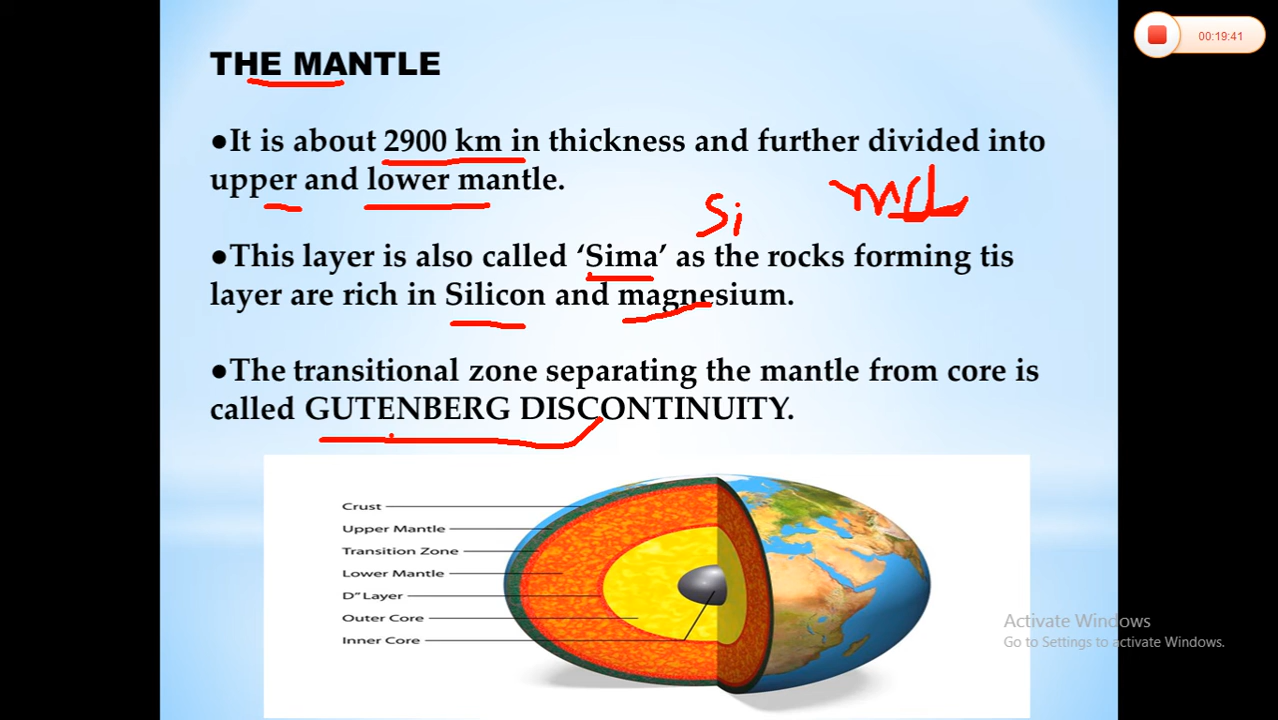 00:19:41
THE MANTLE
●It is about 2900 km in thickness and further divided into
upper and lower mantle.
Si
●This layer is also called ‘Sima’ as the rocks forming tis
layer are rich in Silicon and magnesium.
●The transitional zone separating the mantle from core is
called GUTENBERG DISCONTINUITY.
Crust
Upper Mantle
Transition Zone
Lower Mantle
D” Layer
Outer Core
Inner Core
Activate Windows
Go to Settings to activate Windows.